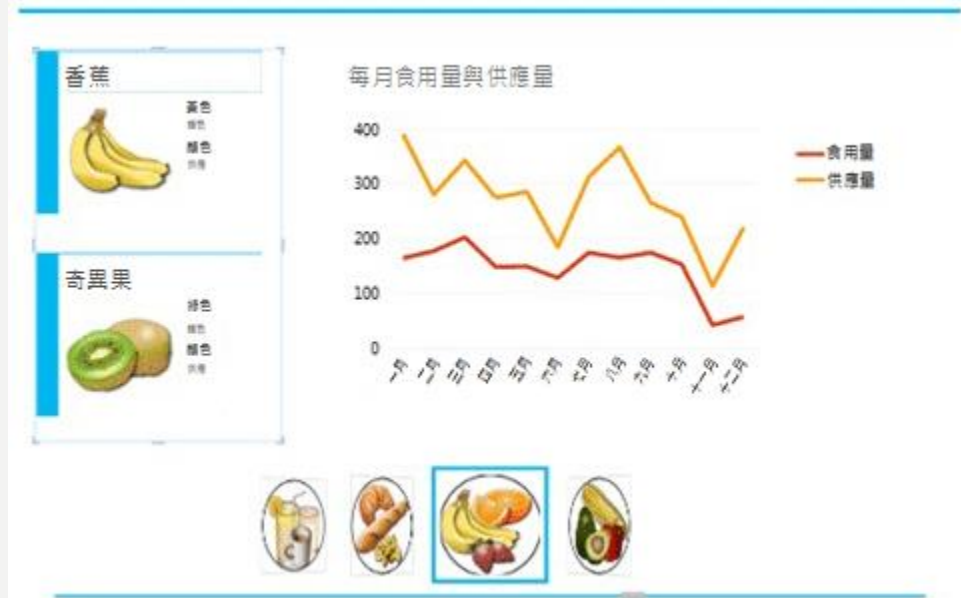 香蕉
黃色
顏色
奇異果
綠色
顏色
每月食用量與供應量
400
300
200
100
0
一月
二月
三月
四月
五月
六月
七月
八月
九月
十月
十一月
十二月
食用量
供應量